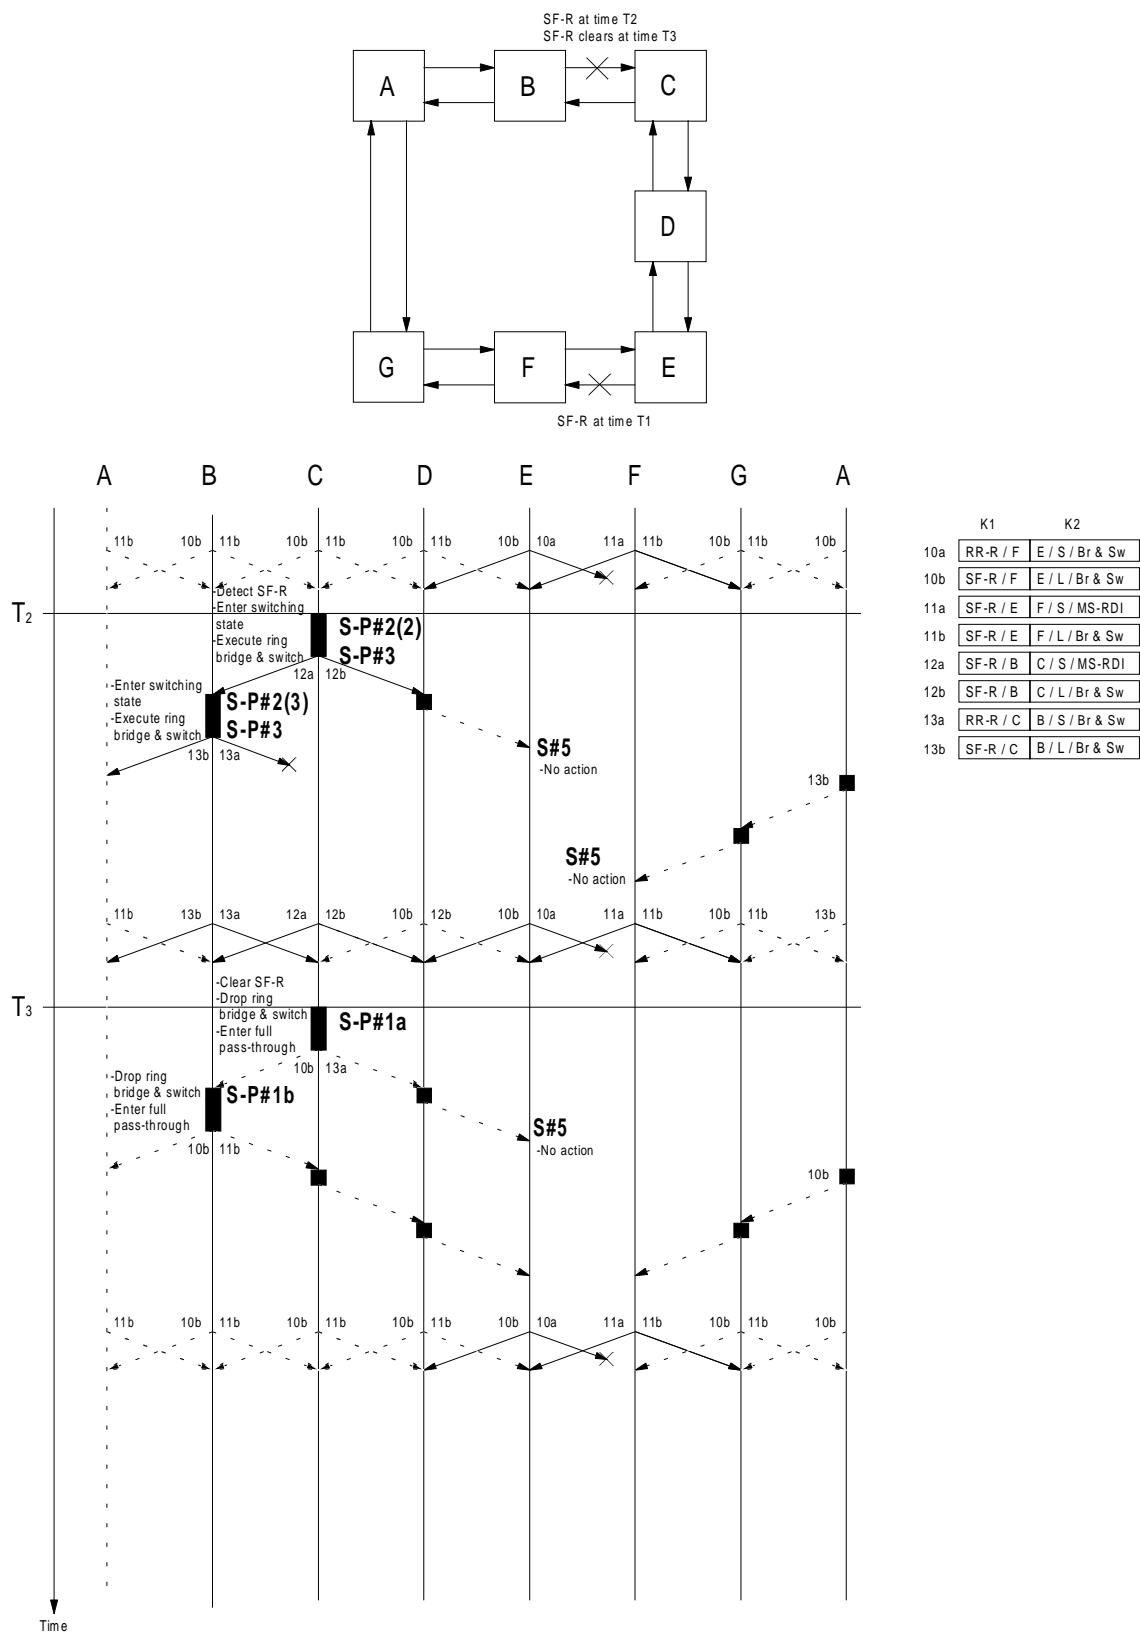 SF-R at time T2
SF-R clears at time T3
A
B
C
D
G
F
E
SF-R at time T1
A B C D E F G A
K1 K2
10a RR-R / F E / S / Br & Sw
10b SF-R / F E / L / Br & Sw
11a SF-R / E F / S / MS-RDI
11b SF-R / E F / L / Br & Sw
12a SF-R / B C / S / MS-RDI
12b SF-R / B C / L / Br & Sw
13a RR-R / C B / S / Br & Sw
13b SF-R / C B / L / Br & Sw
11b 10b 11b 10b 11b 10b 11b 10b 10a 11a 11b 10b 11b 10b
T2
-Detect SF-R
-Enter switching
state
-Execute ring
bridge & switch
S-P#2(2)
S-P#3
12a 12b
-Enter switching
state
-Execute ring
bridge & switch
S-P#2(3)
S-P#3
13b 13a
S#5
-No action
13b
S#5
-No action
11b 13b 13a 12a 12b 10b 12b 10b 10a 11a 11b 10b 11b 13b
T3
-Clear SF-R
-Drop ring
bridge & switch
-Enter full
pass-through
S-P#1a
10b 13a
-Drop ring
bridge & switch
-Enter full
pass-through
S-P#1b
10b 11b
S#5
-No action
10b
11b 10b 11b 10b 11b 10b 11b 10b 10a 11a 11b 10b 11b 10b
Time